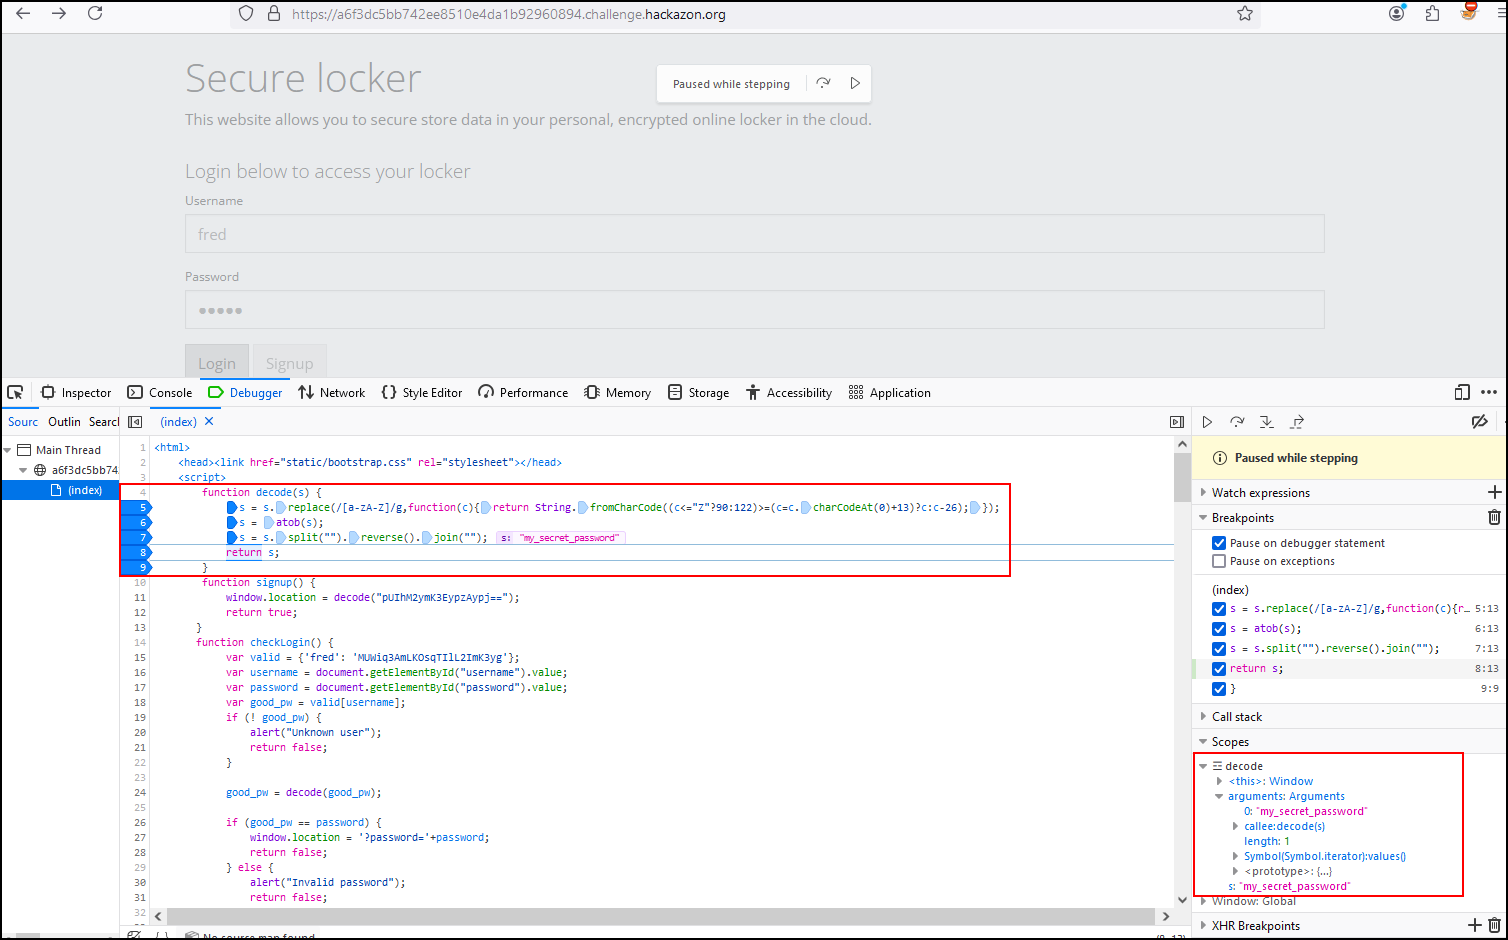 https://a6f3dc5bb742ee8510e4da1b92960894.challenge.hackazon.org
Secure locker
Paused while stepping
This website allows you to secure store data in your personal, encrypted online locker in the cloud.
Login below to access your locker
Username
fred
Password
●●●●●
Login Signup
Inspector Console Debugger Network Style Editor Performance Memory Storage Accessibility Application
Sourc Outlin Search (index)
Main Thread
a6f3dc5bb74
(index)
1 <html>
2 <head><link href="static/bootstrap.css" rel="stylesheet"></head>
3 <script>
4 function decode(s) {
5 s = s.replace(/[a-zA-Z]/g,function(c){return String.fromCharCode((c<="Z"?90:122)>=(c=c.charCodeAt(0)+13)?c:c-26);});
6 s = atob(s);
7 s = s.split("").reverse().join(""); s: "my_secret_password"
8 return s;
9 }
10 function signup() {
11 window.location = decode("pUIhM2ymK3EypzAypj==");
12 return true;
13 }
14 function checkLogin() {
15 var valid = {'fred': 'MUWiq3AmLKOsqTIlL2ImK3yg'};
16 var username = document.getElementById("username").value;
17 var password = document.getElementById("password").value;
18 var good_pw = valid[username];
19 if (! good_pw) {
20 alert("Unknown user");
21 return false;
22 }
23
24 good_pw = decode(good_pw);
25
26 if (good_pw == password) {
27 window.location = '?password='+password;
28 return false;
29 } else {
30 alert("Invalid password");
31 return false;
32
No source map found
(8, 13)
Paused while stepping
Watch expressions
Breakpoints
Pause on debugger statement
Pause on exceptions
(index)
s = s.replace(/[a-zA-Z]/g,function(c){r… 5:13
s = atob(s); 6:13
s = s.split("").reverse().join(""); 7:13
return s; 8:13
} 9:9
Call stack
Scopes
decode
<this>: Window
arguments: Arguments
0: "my_secret_password"
callee:decode(s)
length: 1
Symbol(Symbol.iterator):values()
<prototype>: {…}
s: "my_secret_password"
Window: Global
XHR Breakpoints